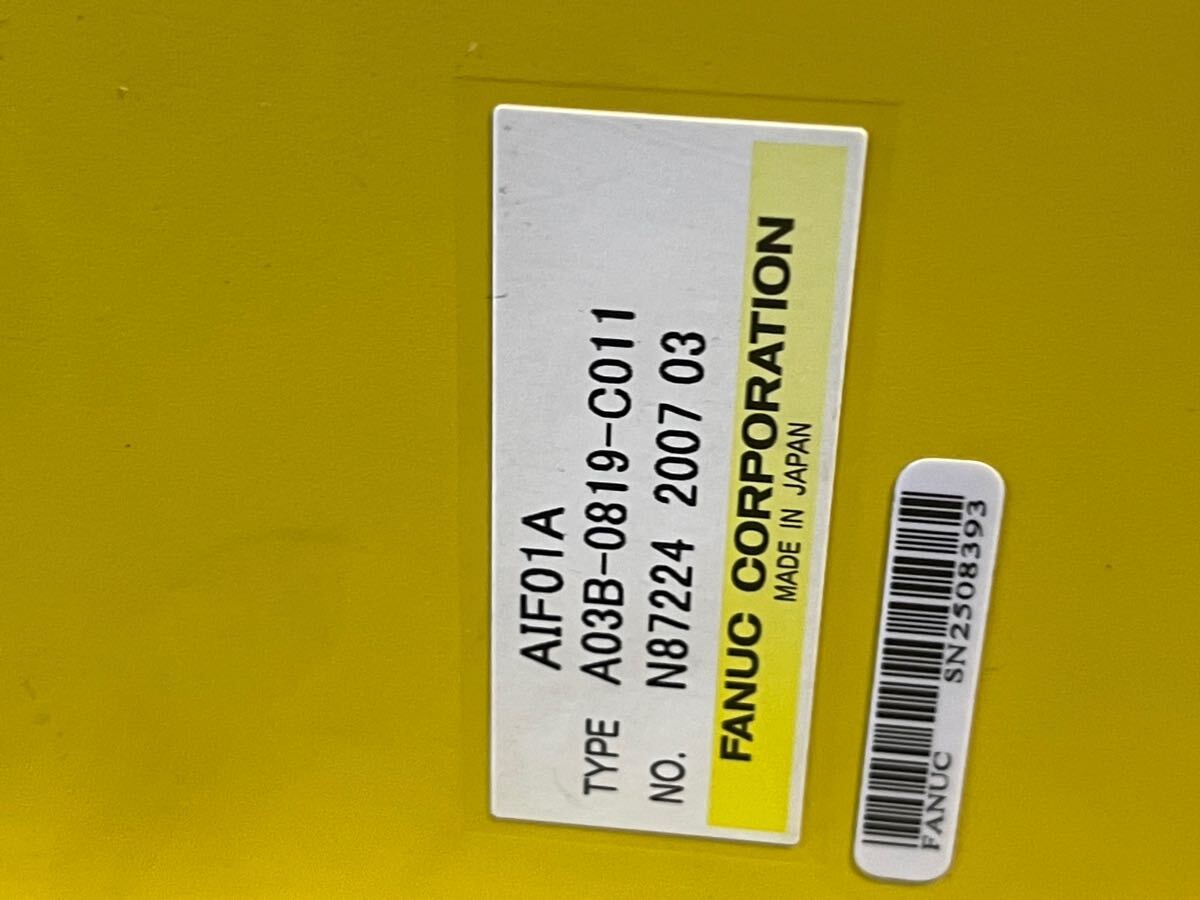 AIF01A
TYPE A03B-0819-C011
NO. N87224 2007 03
FANUC CORPORATION
MADE IN JAPAN
FANUC SN2508393